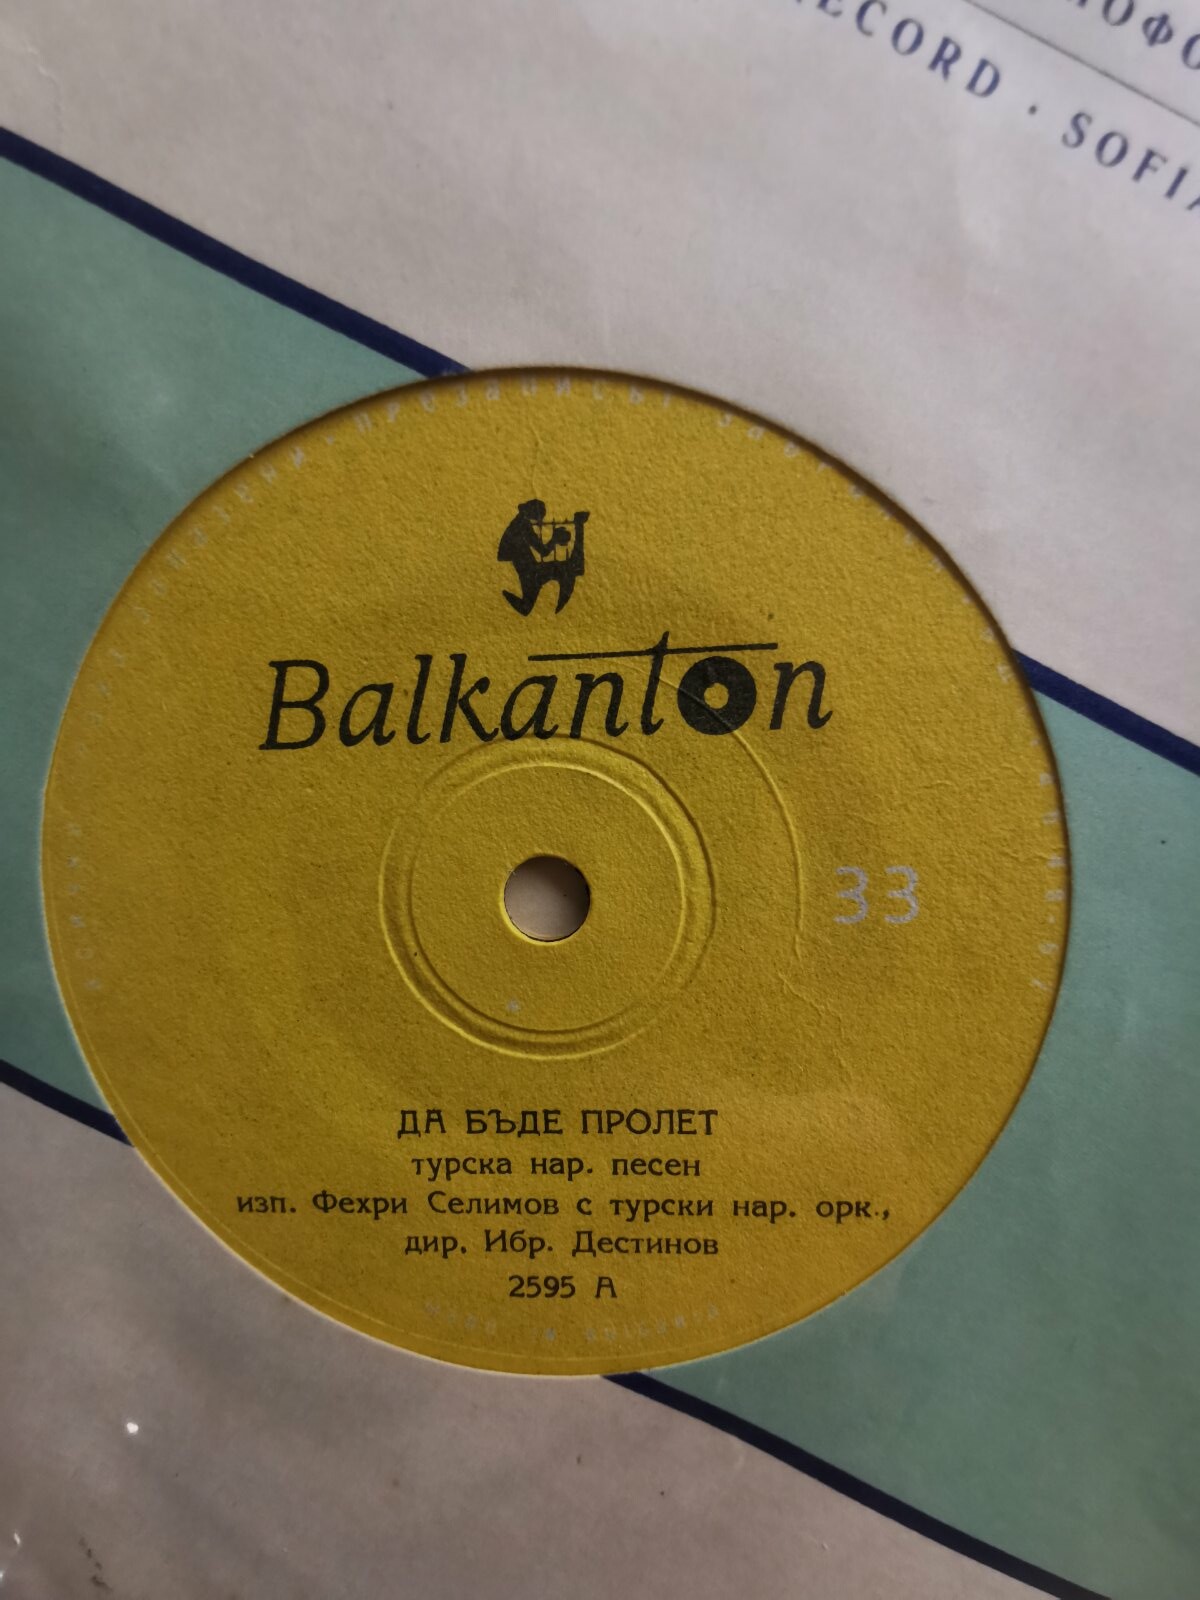 RECORD · SOFIA
Balkanton
33
ДА БЪДЕ ПРОЛЕТ
турска нар. песен
изп. Фехри Селимов с турски нар. орк.,
дир. Ибр. Дестинов
2595 А